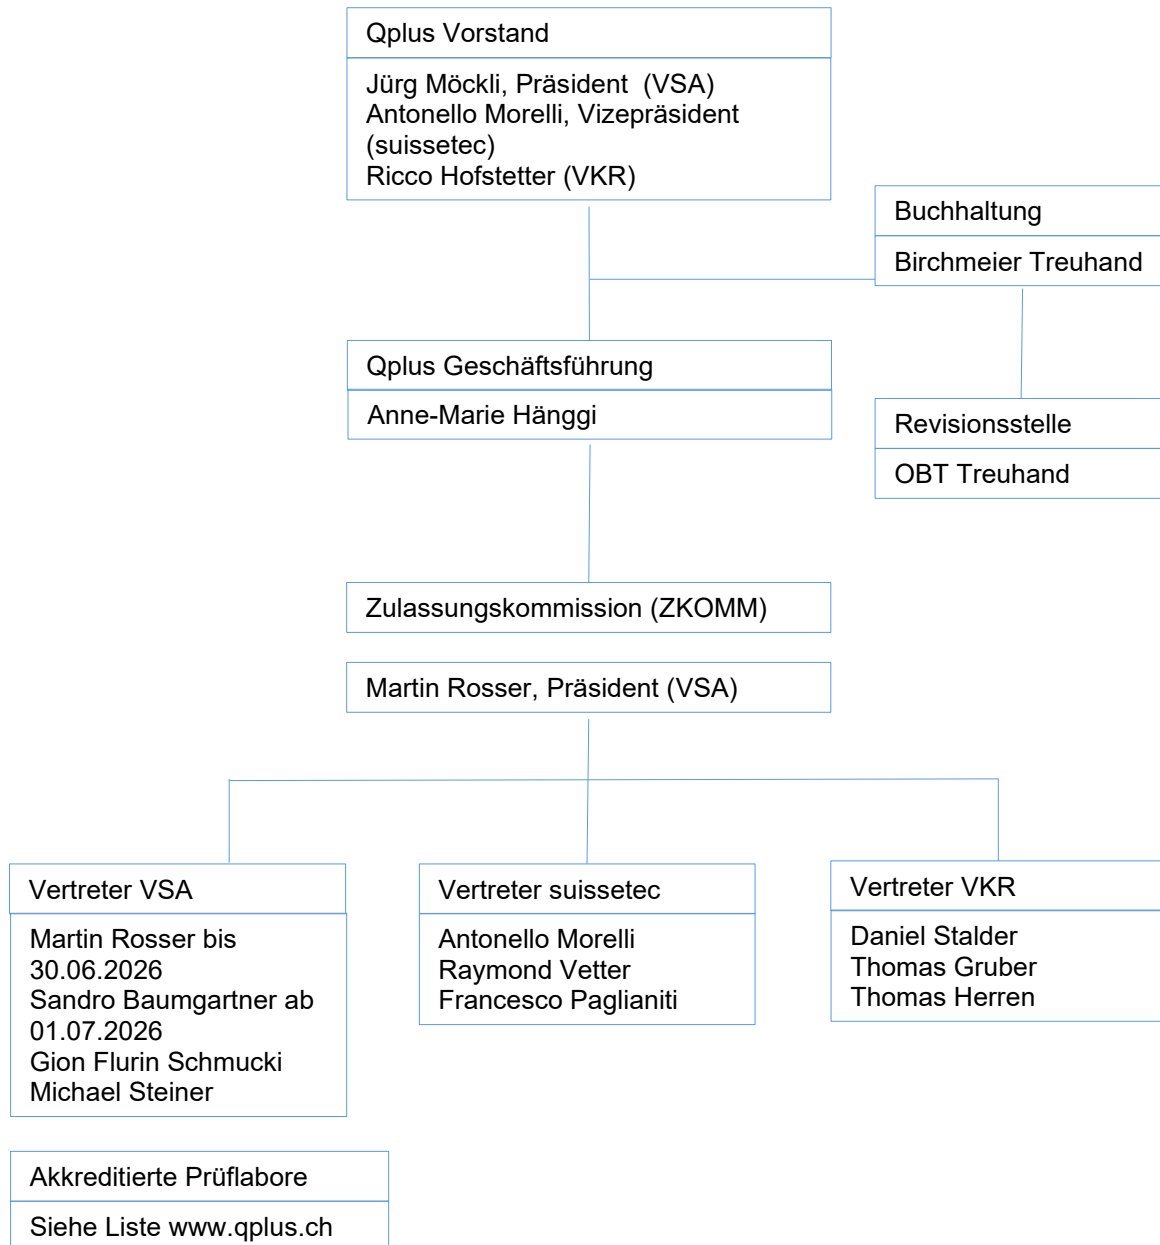 Qplus Vorstand
Jürg Möckli, Präsident  (VSA)
Antonello Morelli, Vizepräsident
(suissetec)
Ricco Hofstetter (VKR)
Buchhaltung
Birchmeier Treuhand
Qplus Geschäftsführung
Anne-Marie Hänggi
Revisionsstelle
OBT Treuhand
Zulassungskommission (ZKOMM)
Martin Rosser, Präsident (VSA)
Vertreter VSA
Martin Rosser bis
30.06.2026
Sandro Baumgartner ab
01.07.2026
Gion Flurin Schmucki
Michael Steiner
Vertreter suissetec
Antonello Morelli
Raymond Vetter
Francesco Paglianiti
Vertreter VKR
Daniel Stalder
Thomas Gruber
Thomas Herren
Akkreditierte Prüflabore
Siehe Liste www.qplus.ch